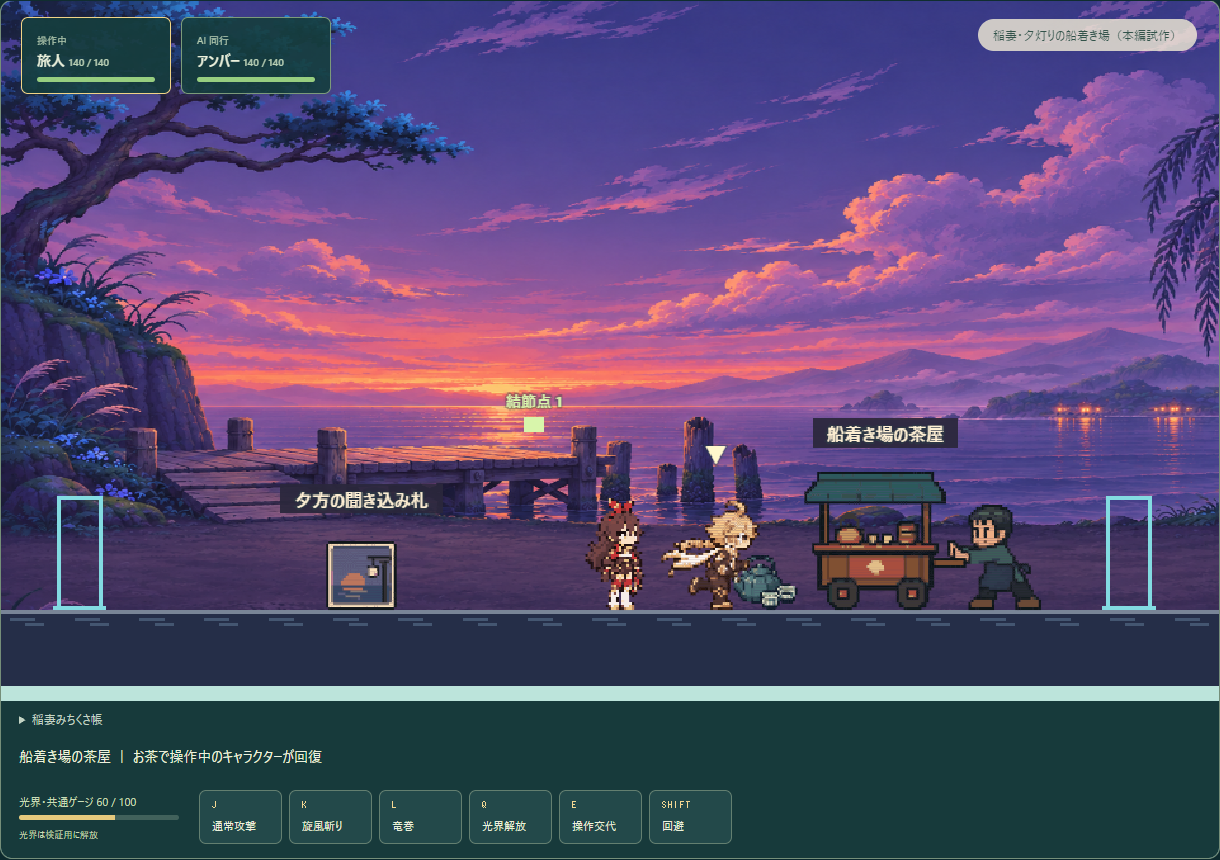 操作中
旅人 140 / 140
AI 同行
アンバー 140 / 140
稲妻・夕灯りの船着き場（本編試作）
結節点 1
船着き場の茶屋
夕方の聞き込み札
▶ 稲妻みちくさ帳
船着き場の茶屋 ｜ お茶で操作中のキャラクターが回復
光界・共通ゲージ 60 / 100
光界は検証用に解放
J
通常攻撃
K
旋風斬り
L
竜巻
Q
光界解放
E
操作交代
SHIFT
回避